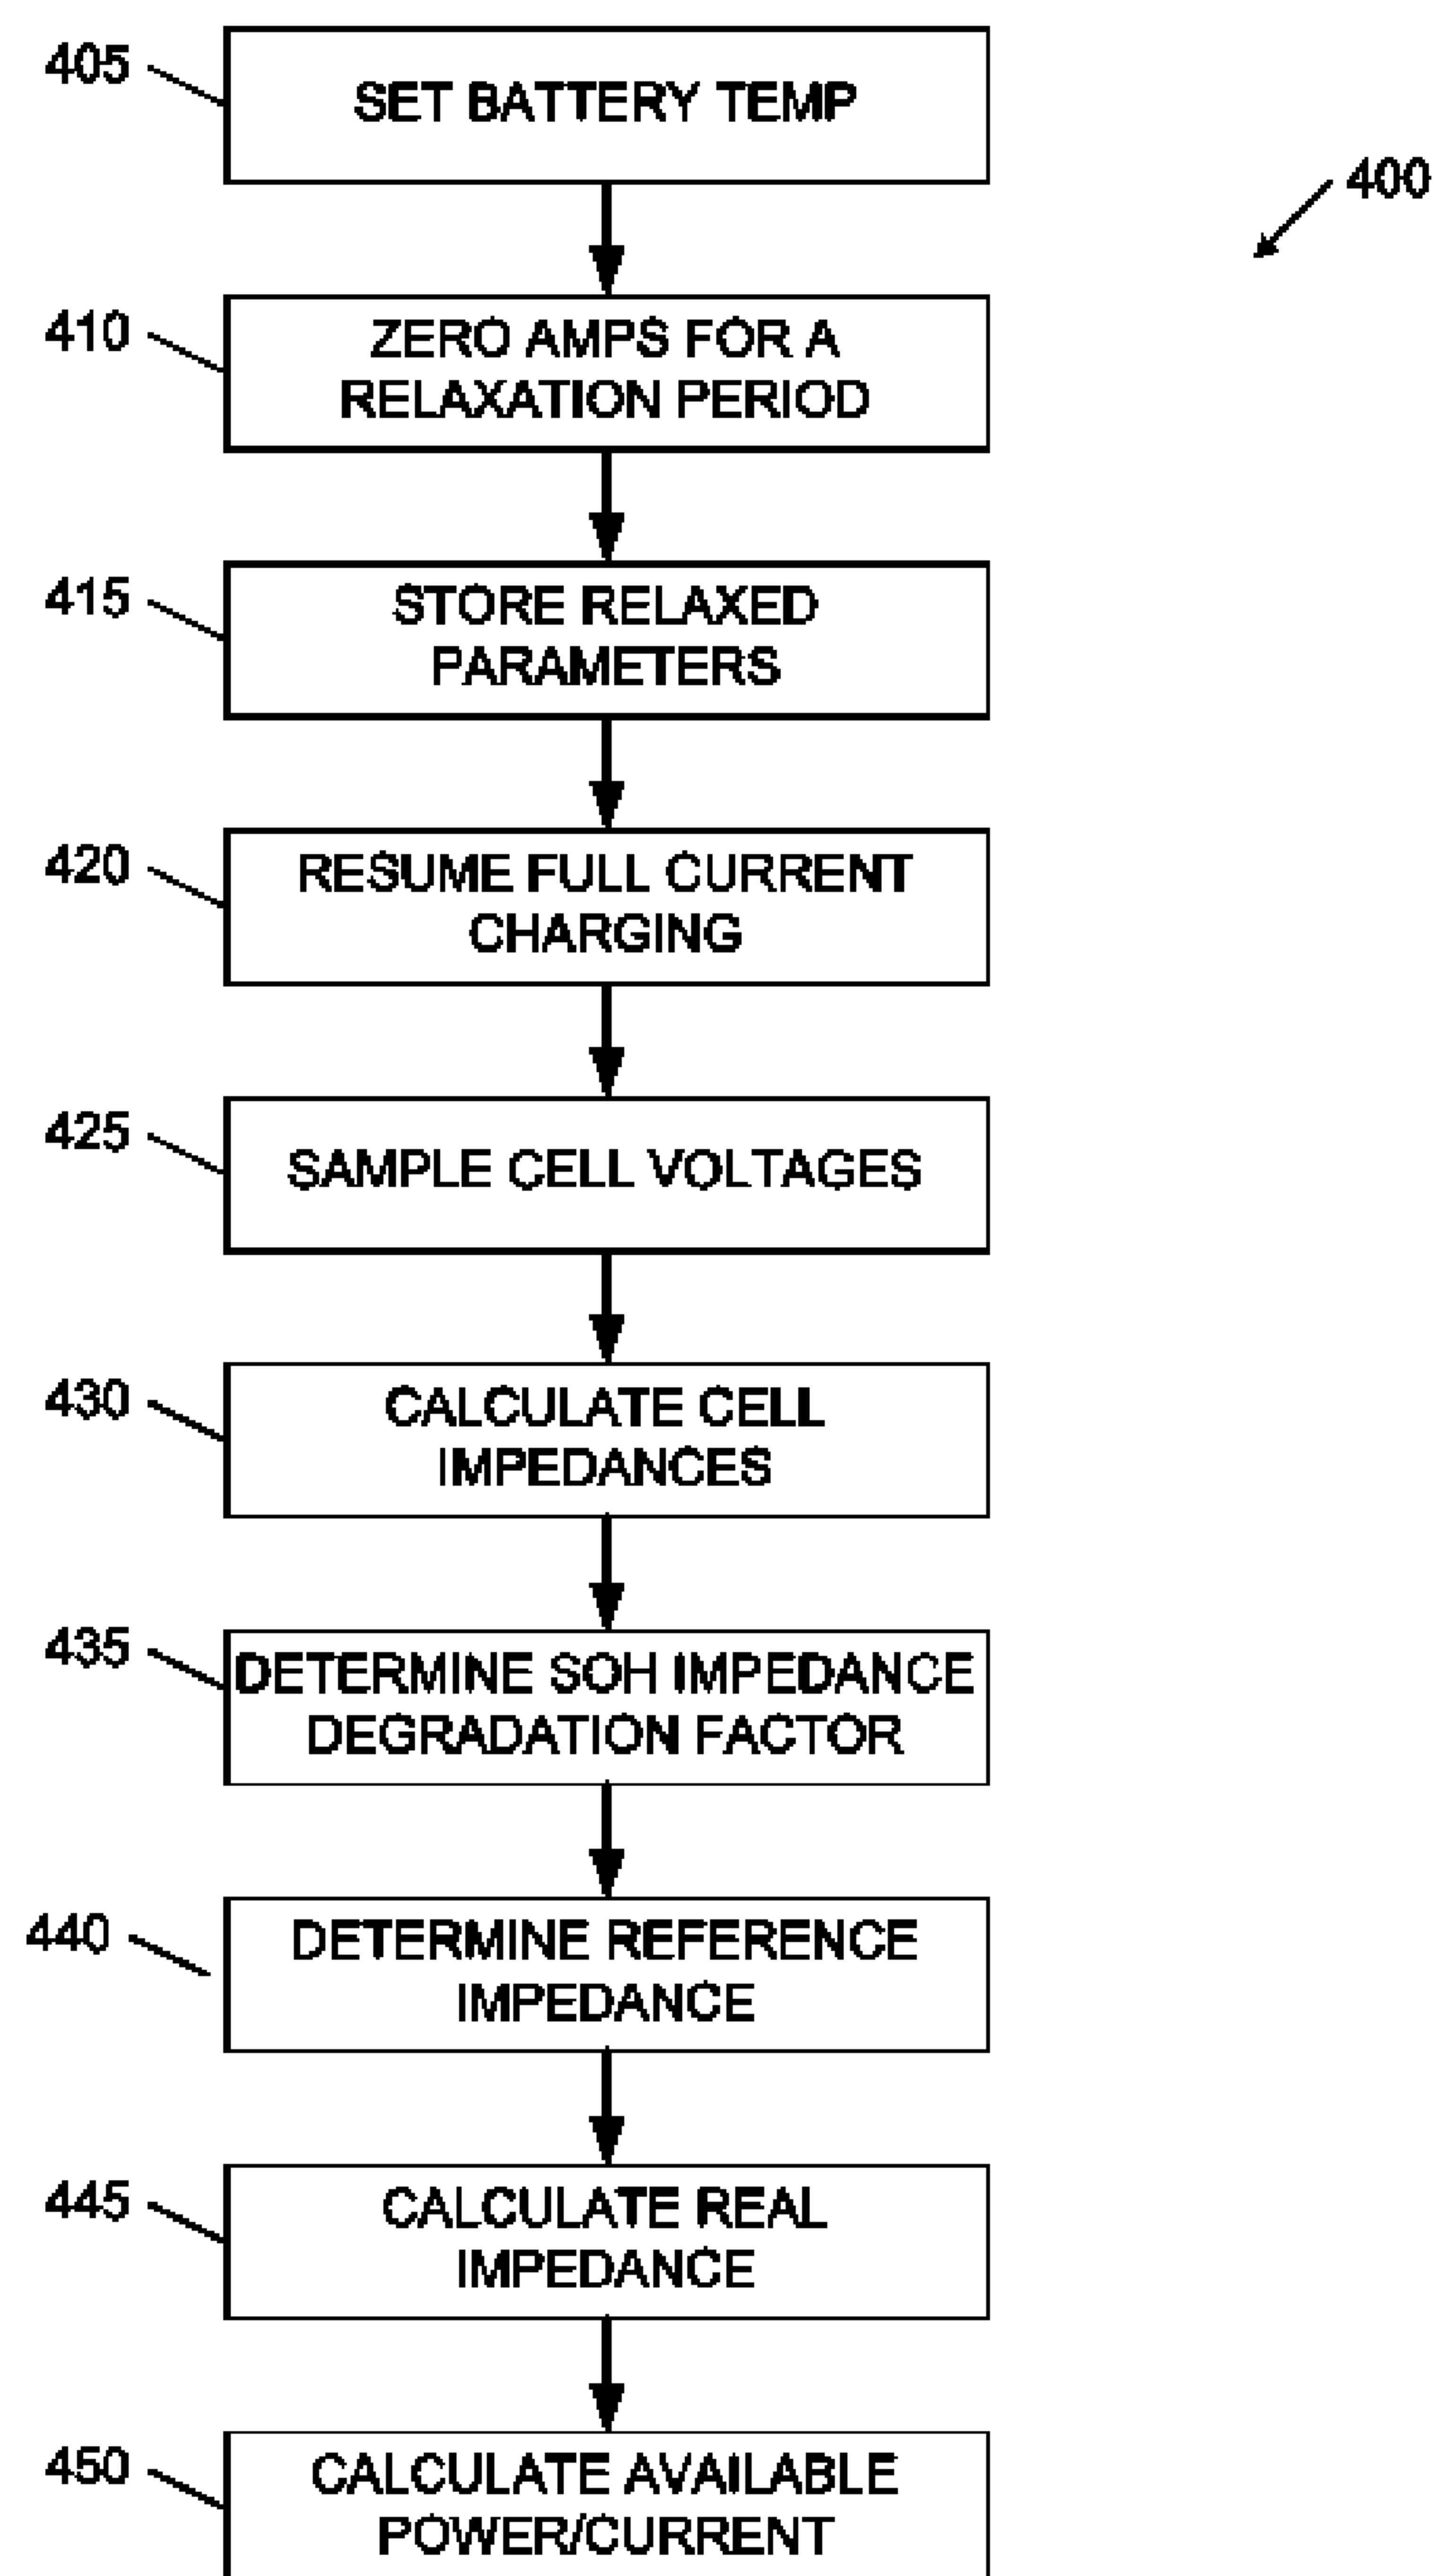 405
SET BATTERY TEMP
400
410
ZERO AMPS FOR A
RELAXATION PERIOD
415
STORE RELAXED
PARAMETERS
420
RESUME FULL CURRENT
CHARGING
425
SAMPLE CELL VOLTAGES
430
CALCULATE CELL
IMPEDANCES
435
DETERMINE SOH IMPEDANCE
DEGRADATION FACTOR
440
DETERMINE REFERENCE
IMPEDANCE
445
CALCULATE REAL
IMPEDANCE
450
CALCULATE AVAILABLE
POWER/CURRENT